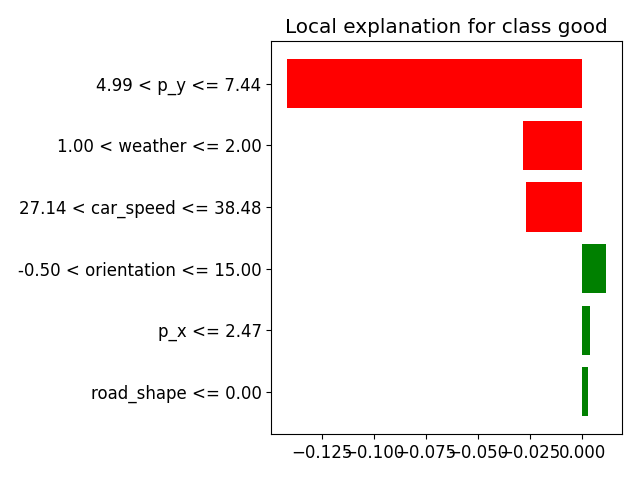 Local explanation for class good
4.99 < p_y <= 7.44
1.00 < weather <= 2.00
27.14 < car_speed <= 38.48
-0.50 < orientation <= 15.00
p_x <= 2.47
road_shape <= 0.00
−0.125 −0.100 −0.075 −0.050 −0.025 0.000